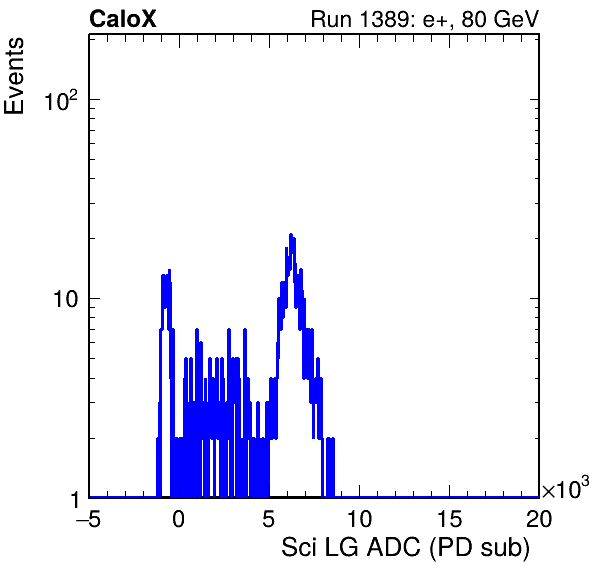 CaloX Run 1389: e+, 80 GeV
Events
10²
10
1
−5 0 5 10 15 20 ×10³
Sci LG ADC (PD sub)